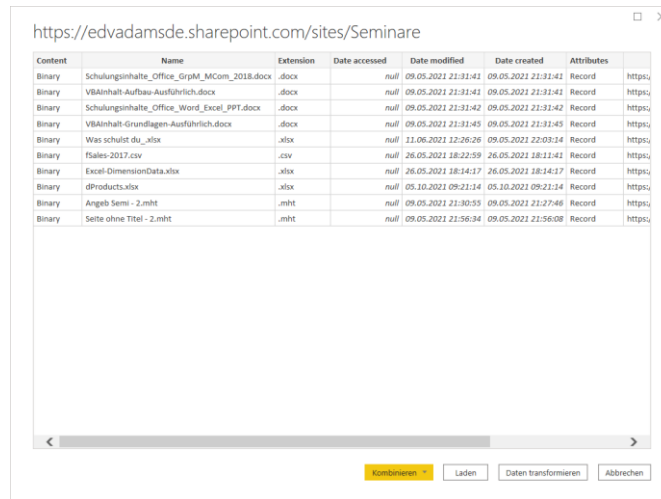 https://edvadamsde.sharepoint.com/sites/Seminare
Content Name Extension Date accessed Date modified Date created Attributes
Binary Schulungsinhalte_Office_GrpM_MCom_2018.docx .docx null 09.05.2021 21:31:41 09.05.2021 21:31:41 Record https:/
Binary VBAInhalt-Aufbau-Ausführlich.docx .docx null 09.05.2021 21:31:41 09.05.2021 21:31:41 Record https:/
Binary Schulungsinhalte_Office_Word_Excel_PPT.docx .docx null 09.05.2021 21:31:42 09.05.2021 21:31:42 Record https:/
Binary VBAInhalt-Grundlagen-Ausführlich.docx .docx null 09.05.2021 21:31:45 09.05.2021 21:31:45 Record https:/
Binary Was schulst du_.xlsx .xlsx null 11.06.2021 12:26:26 09.05.2021 22:03:14 Record https:/
Binary fSales-2017.csv .csv null 26.05.2021 18:22:59 26.05.2021 18:11:41 Record https:/
Binary Excel-DimensionData.xlsx .xlsx null 26.05.2021 18:14:17 26.05.2021 18:14:17 Record https:/
Binary dProducts.xlsx .xlsx null 05.10.2021 09:21:14 05.10.2021 09:21:14 Record https:/
Binary Angeb Semi - 2.mht .mht null 09.05.2021 21:30:55 09.05.2021 21:27:46 Record https:/
Binary Seite ohne Titel - 2.mht .mht null 09.05.2021 21:56:34 09.05.2021 21:56:08 Record https:/
Kombinieren Laden Daten transformieren Abbrechen